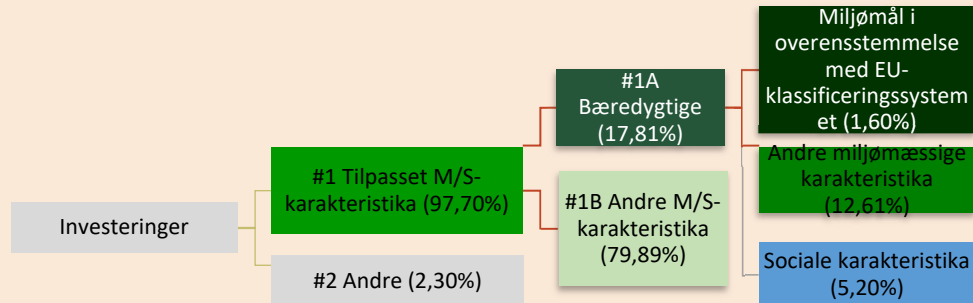 Investeringer
#1 Tilpasset M/S-
karakteristika (97,70%)
#2 Andre (2,30%)
#1A
Bæredygtige
(17,81%)
#1B Andre M/S-
karakteristika
(79,89%)
Miljømål i
overensstemmelse
med EU-
klassificeringssystem
et (1,60%)
Andre miljømæssige
karakteristika
(12,61%)
Sociale karakteristika
(5,20%)